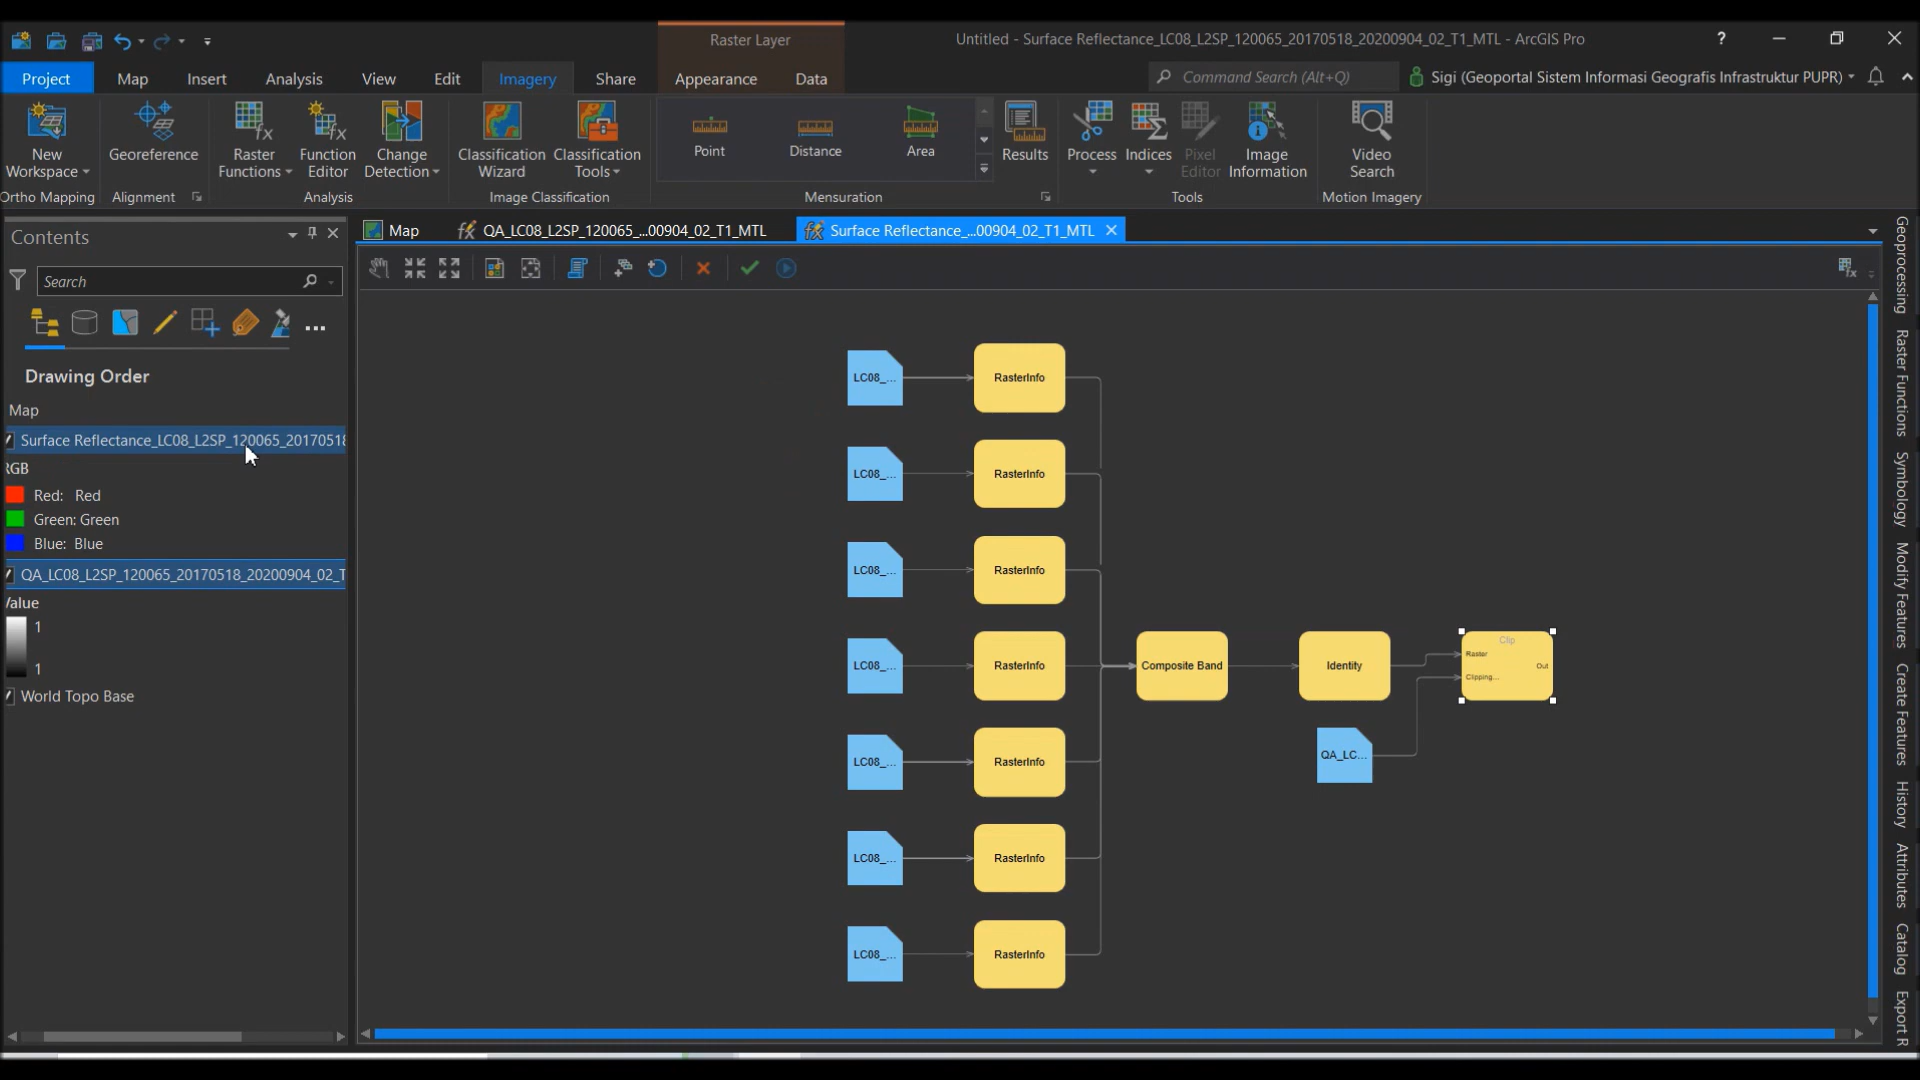 Raster Layer
Untitled - Surface Reflectance_LC08_L2SP_120065_20170518_20200904_02_T1_MTL - ArcGIS Pro
?
Project
Map
Insert
Analysis
View
Edit
Imagery
Share
Appearance
Data
Command Search (Alt+Q)
Sigi (Geoportal Sistem Informasi Geografis Infrastruktur PUPR)
New Workspace
Georeference
Raster Functions
Function Editor
Change Detection
Classification Wizard
Classification Tools
Point
Distance
Area
Results
Process
Indices
Pixel Editor
Image Information
Video Search
Ortho Mapping
Alignment
Analysis
Image Classification
Mensuration
Tools
Motion Imagery
Contents
Search
Drawing Order
Map
Surface Reflectance_LC08_L2SP_120065_20170518
RGB
Red: Red
Green: Green
Blue: Blue
QA_LC08_L2SP_120065_20170518_20200904_02_T
Value
1
1
World Topo Base
Map
QA_LC08_L2SP_120065_...00904_02_T1_MTL
Surface Reflectance_...00904_02_T1_MTL
LC08_...
RasterInfo
LC08_...
RasterInfo
LC08_...
RasterInfo
LC08_...
RasterInfo
Composite Band
Identity
Clip
Raster
Out
Clipping...
QA_LC...
LC08_...
RasterInfo
LC08_...
RasterInfo
LC08_...
RasterInfo
Geoprocessing
Raster Functions
Symbology
Modify Features
Create Features
History
Attributes
Catalog
Export R